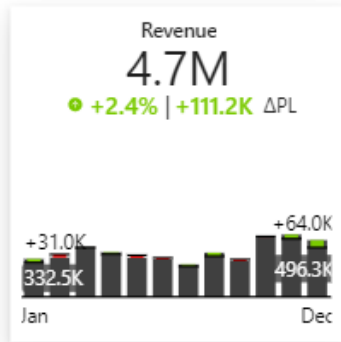 Revenue
4.7M
+2.4% | +111.2K ΔPL
+64.0K
+31.0K
332.5K 496.3K
Jan Dec